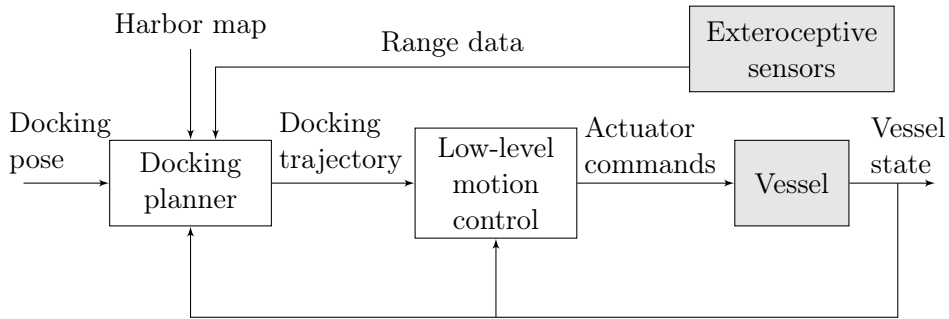 Harbor map
Range data
Exteroceptive
sensors
Docking
pose
Docking
planner
Docking
trajectory
Low-level
motion
control
Actuator
commands
Vessel
Vessel
state